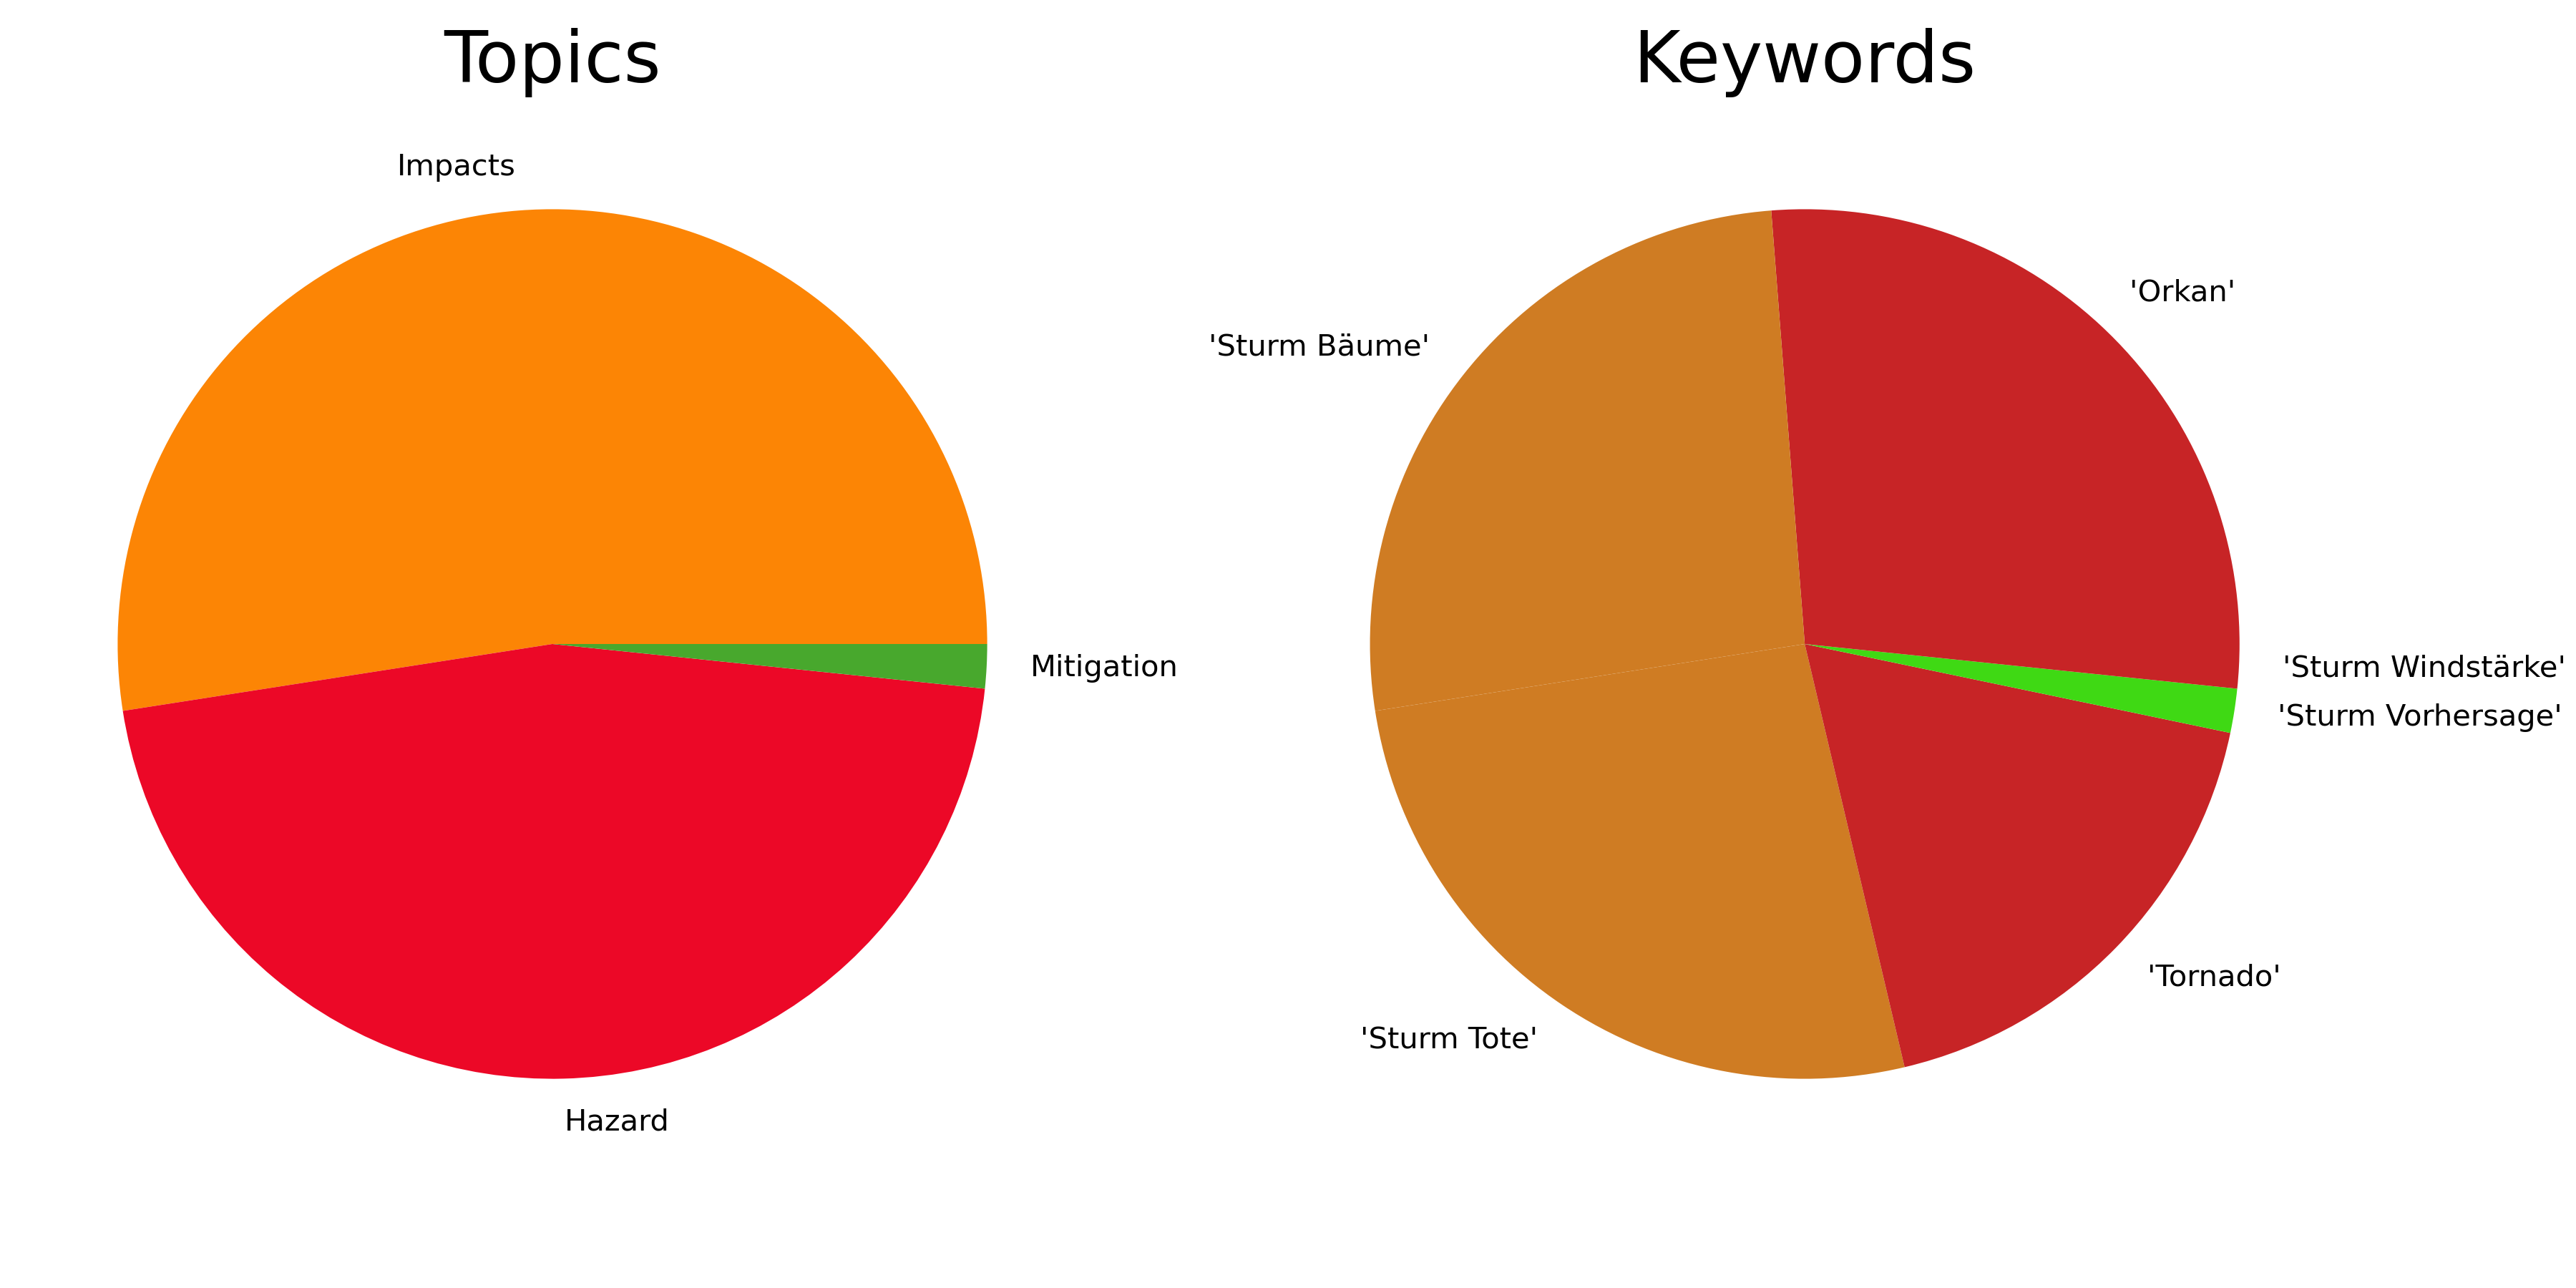 Topics
Impacts
Mitigation
Hazard
Keywords
'Orkan'
'Sturm Bäume'
'Sturm Windstärke'
'Sturm Vorhersage'
'Tornado'
'Sturm Tote'